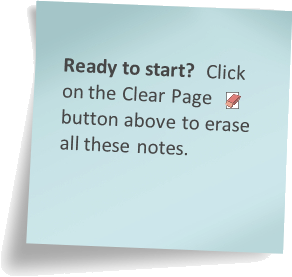 Ready to start? Click
on the Clear Page
button above to erase
all these notes.